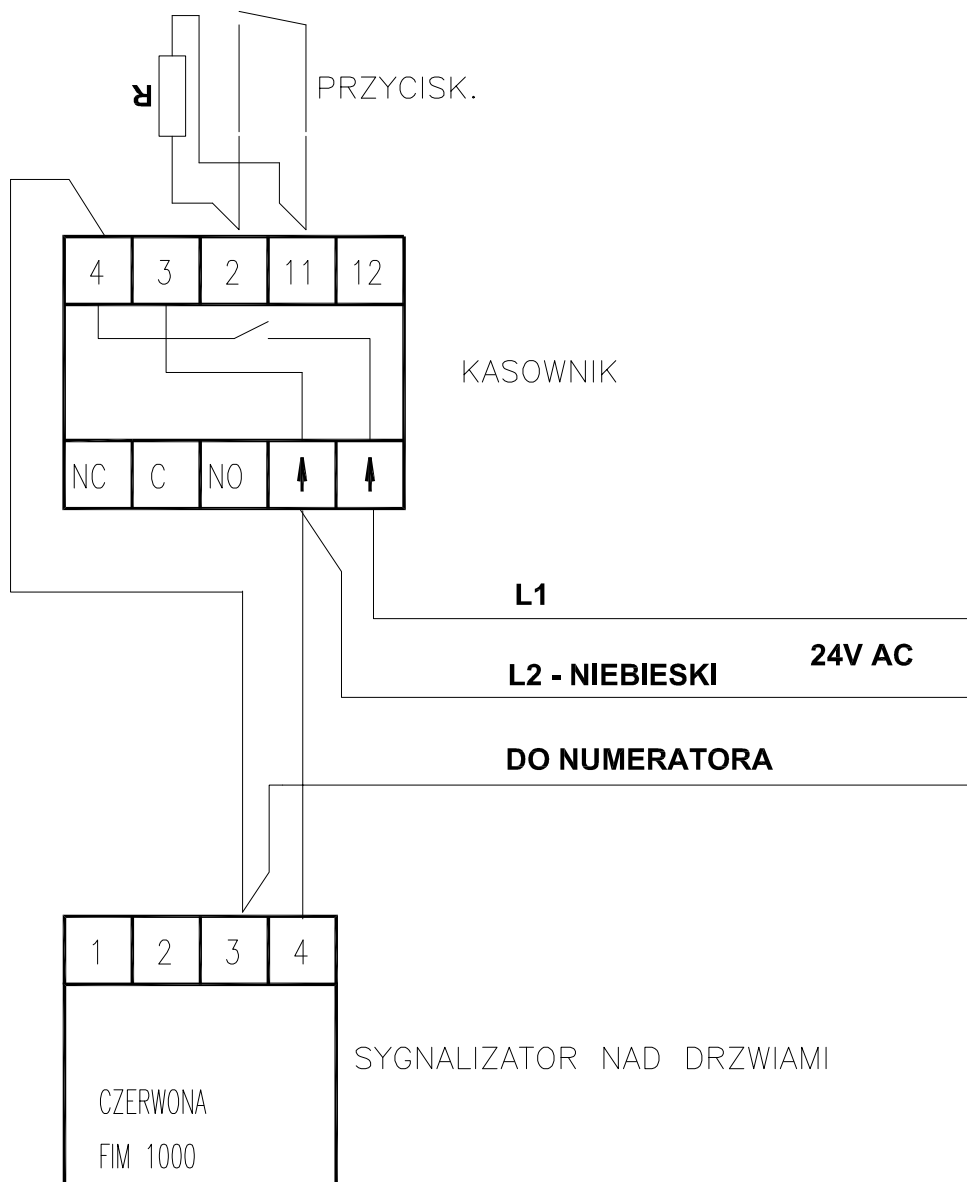 R
PRZYCISK.
4 3 2 11 12
KASOWNIK
NC C NO
L1
24V AC
L2 - NIEBIESKI
DO NUMERATORA
1 2 3 4
SYGNALIZATOR NAD DRZWIAMI
CZERWONA
FIM 1000